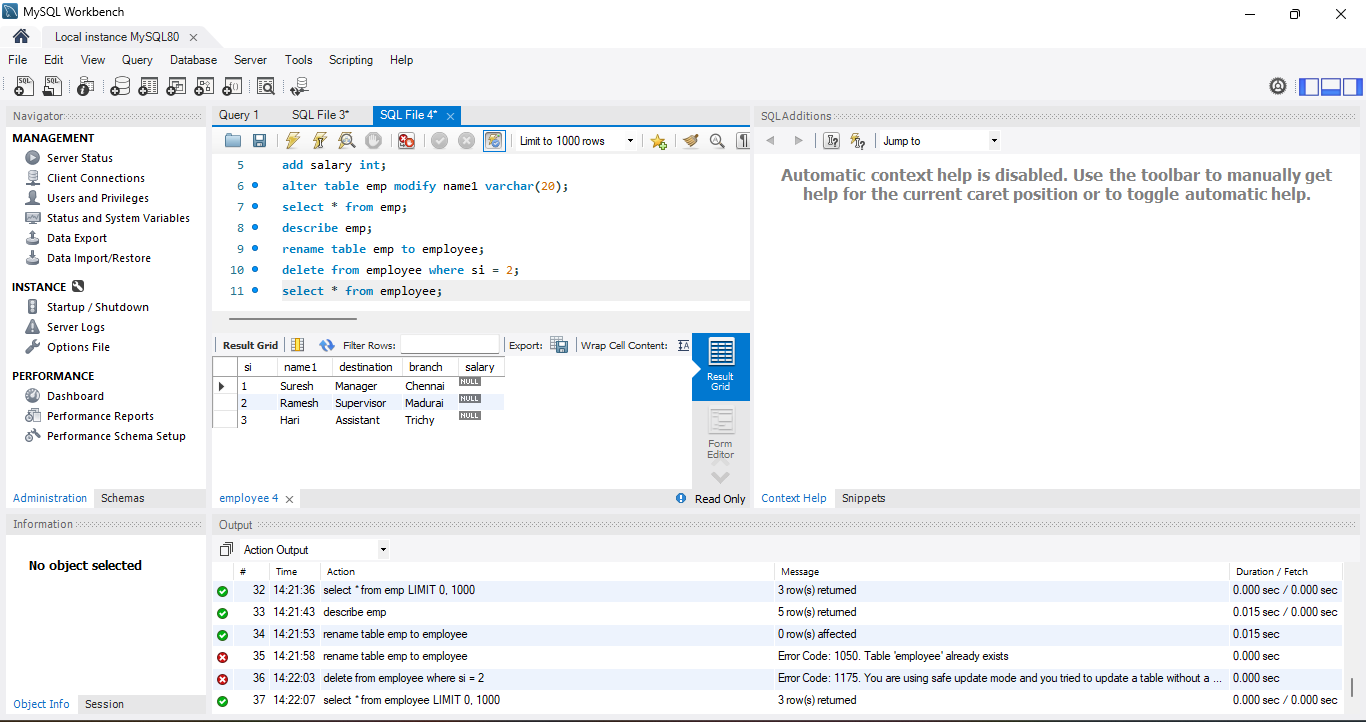 MySQL Workbench
Local instance MySQL80
File Edit View Query Database Server Tools Scripting Help
Navigator
MANAGEMENT
Server Status
Client Connections
Users and Privileges
Status and System Variables
Data Export
Data Import/Restore
INSTANCE
Startup / Shutdown
Server Logs
Options File
PERFORMANCE
Dashboard
Performance Reports
Performance Schema Setup
Administration Schemas
Information
No object selected
Object Info Session
Query 1 SQL File 3* SQL File 4*
Limit to 1000 rows
5 add salary int;
6 alter table emp modify name1 varchar(20);
7 select * from emp;
8 describe emp;
9 rename table emp to employee;
10 delete from employee where si = 2;
11 select * from employee;
Result Grid Filter Rows: Export: Wrap Cell Content:
si name1 destination branch salary
1 Suresh Manager Chennai NULL
2 Ramesh Supervisor Madurai NULL
3 Hari Assistant Trichy NULL
Result
Grid
Form
Editor
employee 4 Read Only
SQLAdditions
Jump to
Automatic context help is disabled. Use the toolbar to manually get
help for the current caret position or to toggle automatic help.
Context Help Snippets
Output
Action Output
# Time Action Message Duration / Fetch
32 14:21:36 select * from emp LIMIT 0, 1000 3 row(s) returned 0.000 sec / 0.000 sec
33 14:21:43 describe emp 5 row(s) returned 0.015 sec / 0.000 sec
34 14:21:53 rename table emp to employee 0 row(s) affected 0.015 sec
35 14:21:58 rename table emp to employee Error Code: 1050. Table 'employee' already exists 0.000 sec
36 14:22:03 delete from employee where si = 2 Error Code: 1175. You are using safe update mode and you tried to update a table without a ... 0.000 sec
37 14:22:07 select * from employee LIMIT 0, 1000 3 row(s) returned 0.000 sec / 0.000 sec